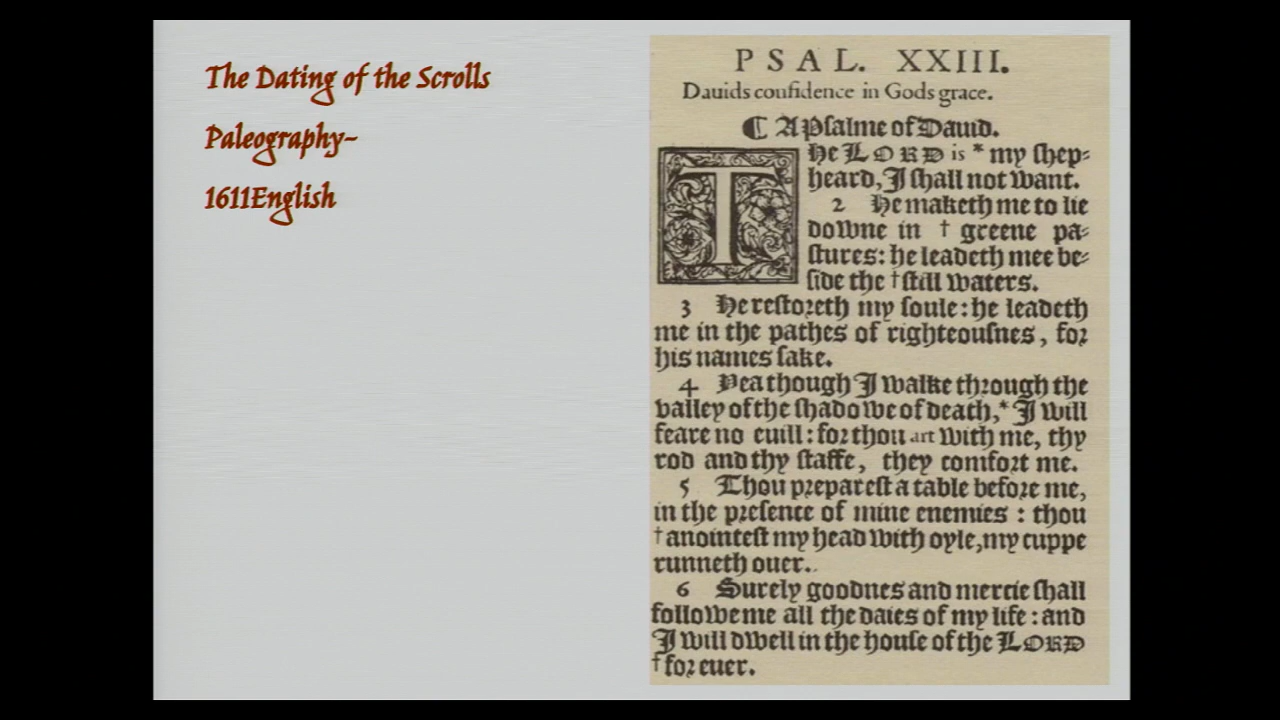 The Dating of the Scrolls
Paleography-
1611English
PSAL. XXIII.
Dauids confidence in Gods grace.
¶ A Psalme of Dauid.
The LORD is * my shep-
heard, I shall not want.
2 He maketh me to lie
downe in † greene pa-
stures: he leadeth mee be-
side the † still waters.
3 He restoreth my soule: he leadeth
me in the pathes of righteousnes, for
his names sake.
4 Yea though I walke through the
valley of the shadowe of death,* I will
feare no euill: for thou art with me, thy
rod and thy staffe, they comfort me.
5 Thou preparest a table before me,
in the presence of mine enemies : thou
† anointest my head with oyle, my cuppe
runneth ouer.
6 Surely goodnes and mercie shall
followe me all the daies of my life : and
I will dwell in the house of the LORD
† for euer.